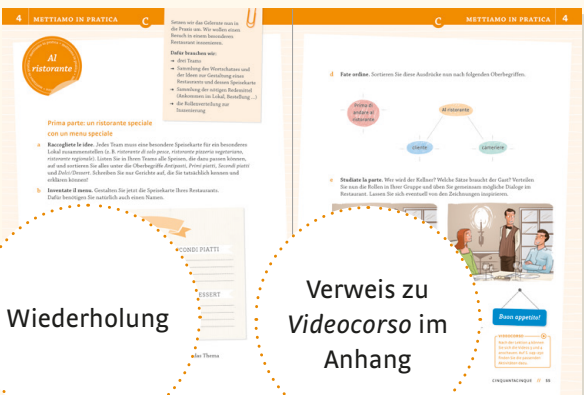 4 METTIAMO IN PRATICA C
Setzen wir das Gelernte nun in
die Praxis um. Wir wollen einen
Besuch in einem besonderen
Restaurant inszenieren.
Dafür brauchen wir:
→ drei Teams
→ Sammlung des Wortschatzes und
der Ideen zur Gestaltung eines
Restaurants und dessen Speisekarte
→ Sammlung der nötigen Redemittel
(Ankommen im Lokal, Bestellung ...)
→ die Rollenverteilung zur
Inszenierung
Al
ristorante
Prima parte: un ristorante speciale
con un menu speciale
a Raccogliete le idee. Jedes Team muss eine besondere Speisekarte für ein besonderes
Lokal zusammenstellen (z. B. ristorante di solo pesce, ristorante pizzeria vegetariano,
ristorante regionale). Listen Sie in Ihren Teams alle Speisen, die dazu passen können,
auf und sortieren Sie alles unter die Oberbegriffe Antipasti, Primi piatti, Secondi piatti
und Dolci/Dessert. Schreiben Sie nur Gerichte auf, die Sie tatsächlich kennen und
erklären können!
b Inventate il menu. Gestalten Sie jetzt die Speisekarte Ihres Restaurants.
Dafür benötigen Sie natürlich auch einen Namen.
CONDI PIATTI
ESSERT
das Thema
Wiederholung
C METTIAMO IN PRATICA 4
d Fate ordine. Sortieren Sie diese Ausdrücke nun nach folgenden Oberbegriffen.
Prima di
andare al
ristorante
Al ristorante
cliente
cameriere
e Studiate la parte. Wer wird der Kellner? Welche Sätze braucht der Gast? Verteilen
Sie nun die Rollen in Ihrer Gruppe und üben Sie gemeinsam mögliche Dialoge im
Restaurant. Lassen Sie sich eventuell von den Zeichnungen inspirieren.
Verweis zu
Videocorso im
Anhang
Buon appetito!
VIDEOCORSO
CINQUANTACINQUE // 55